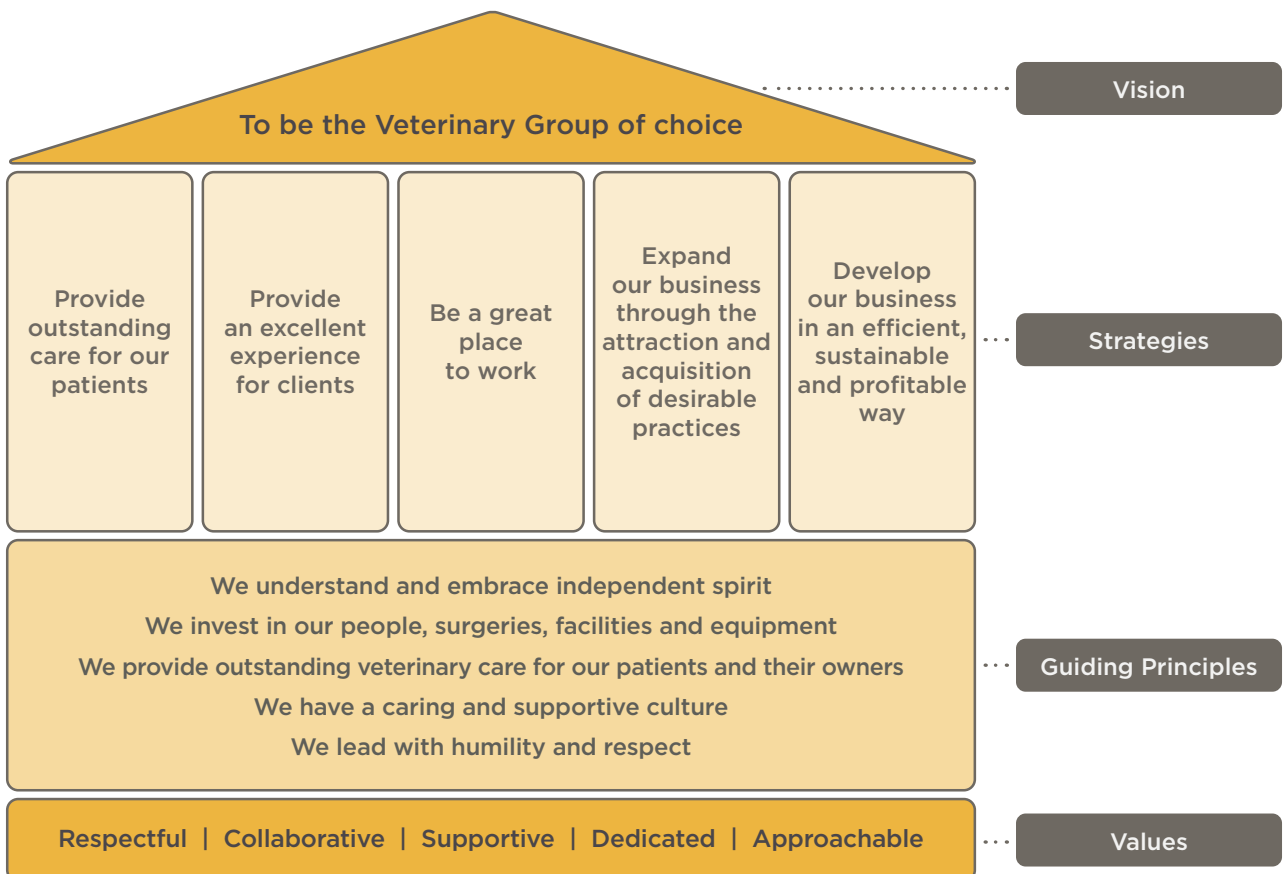 To be the Veterinary Group of choice
Vision
Provide
outstanding
care for our
patients
Provide
an excellent
experience
for clients
Be a great
place
to work
Expand
our business
through the
attraction and
acquisition
of desirable
practices
Develop
our business
in an efficient,
sustainable
and profitable
way
Strategies
We understand and embrace independent spirit
We invest in our people, surgeries, facilities and equipment
We provide outstanding veterinary care for our patients and their owners
We have a caring and supportive culture
We lead with humility and respect
Guiding Principles
Respectful | Collaborative | Supportive | Dedicated | Approachable
Values